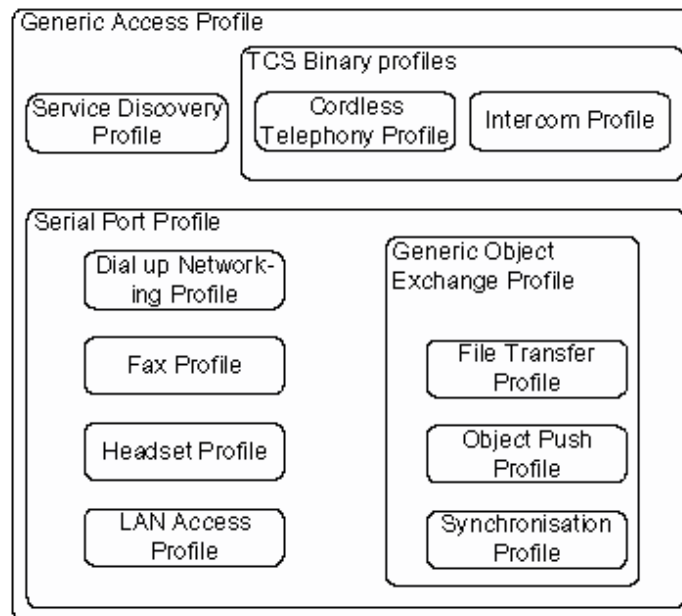 Generic Access Profile
TCS Binary profiles
Service Discovery
Profile
Cordless
Telephony Profile
Intercom Profile
Serial Port Profile
Dial up Network-
ing Profile
Fax Profile
Headset Profile
LAN Access
Profile
Generic Object
Exchange Profile
File Transfer
Profile
Object Push
Profile
Synchronisation
Profile